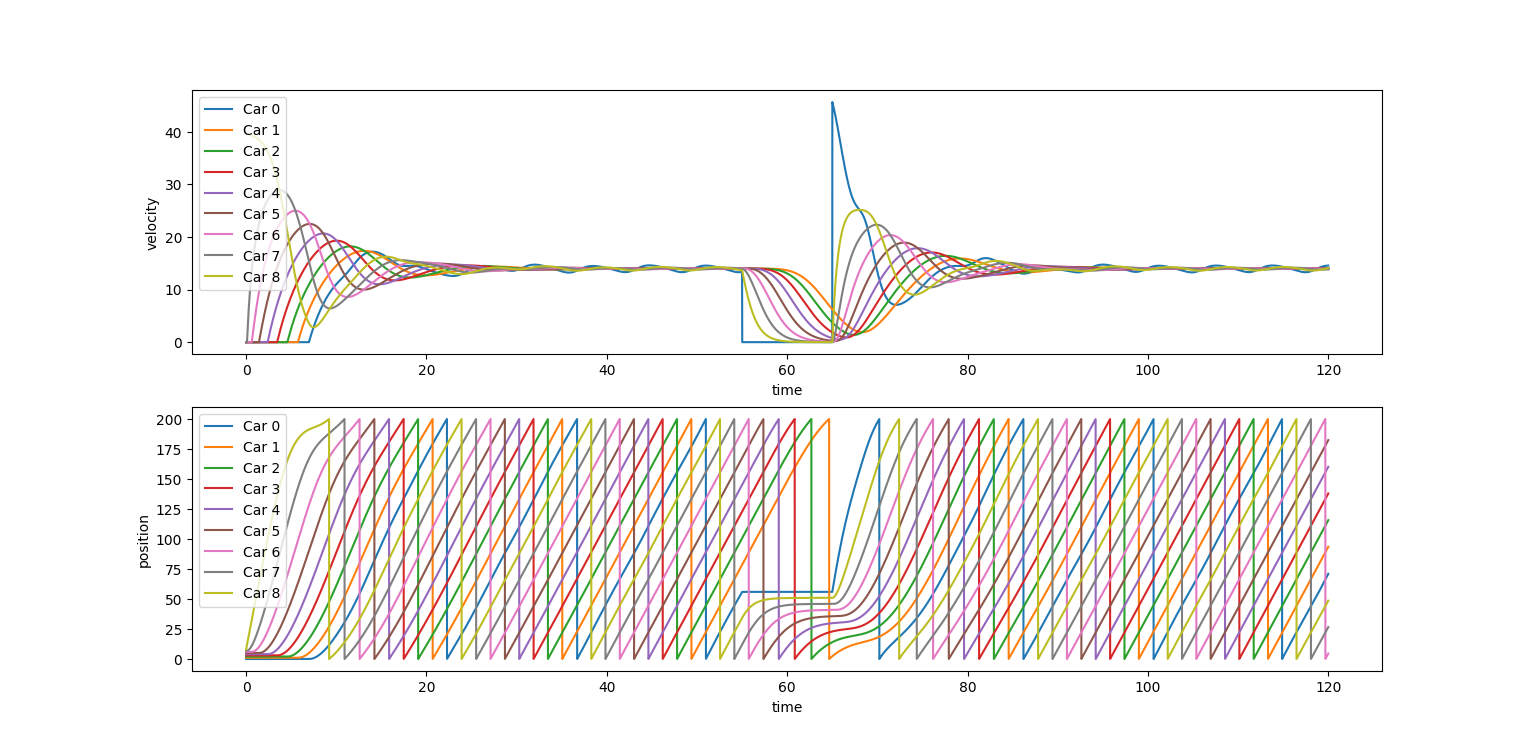 velocity
40
30
20
10
0
Car 0
Car 1
Car 2
Car 3
Car 4
Car 5
Car 6
Car 7
Car 8
0 20 40 60 80 100 120
time
position
200
175
150
125
100
75
50
25
0
Car 0
Car 1
Car 2
Car 3
Car 4
Car 5
Car 6
Car 7
Car 8
0 20 40 60 80 100 120
time